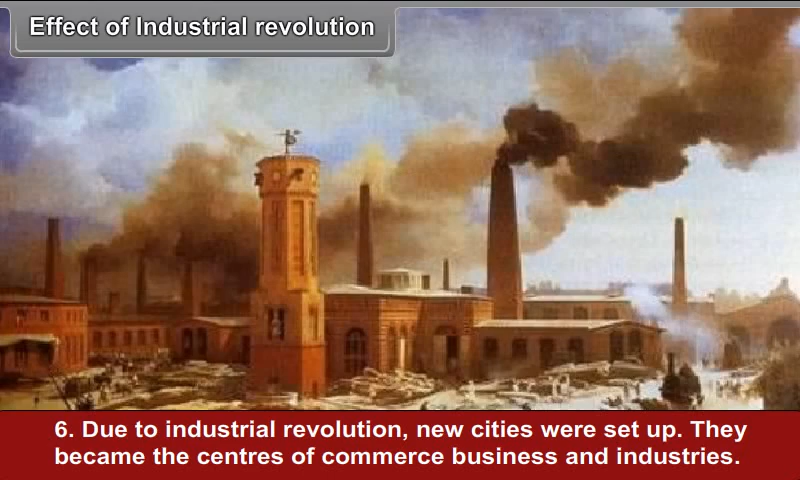 Effect of Industrial revolution
6. Due to industrial revolution, new cities were set up. They
became the centres of commerce business and industries.